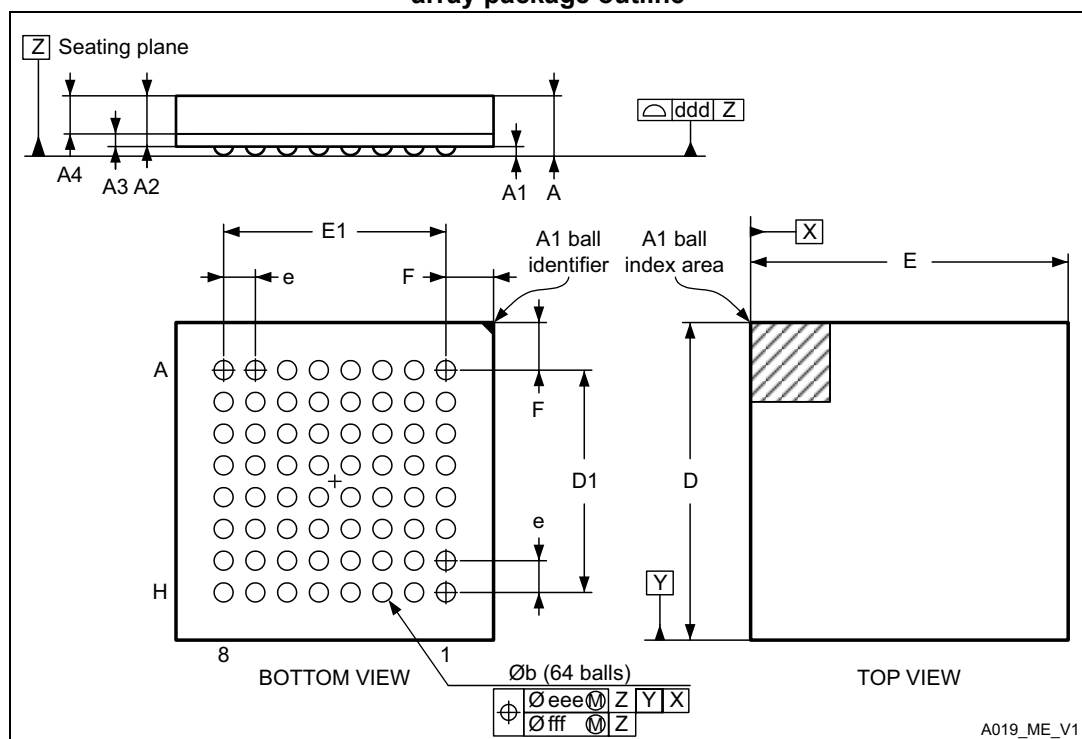 array package outline
Z Seating plane
ddd Z
A4
A3 A2
A1
A
E1
A1 ball
identifier
A1 ball
index area
X
e
F
E
A
F
D1
D
e
Y
H
8
1
BOTTOM VIEW
Øb (64 balls)
TOP VIEW
Ø eee Ⓜ Z Y X
Ø fff Ⓜ Z
A019_ME_V1